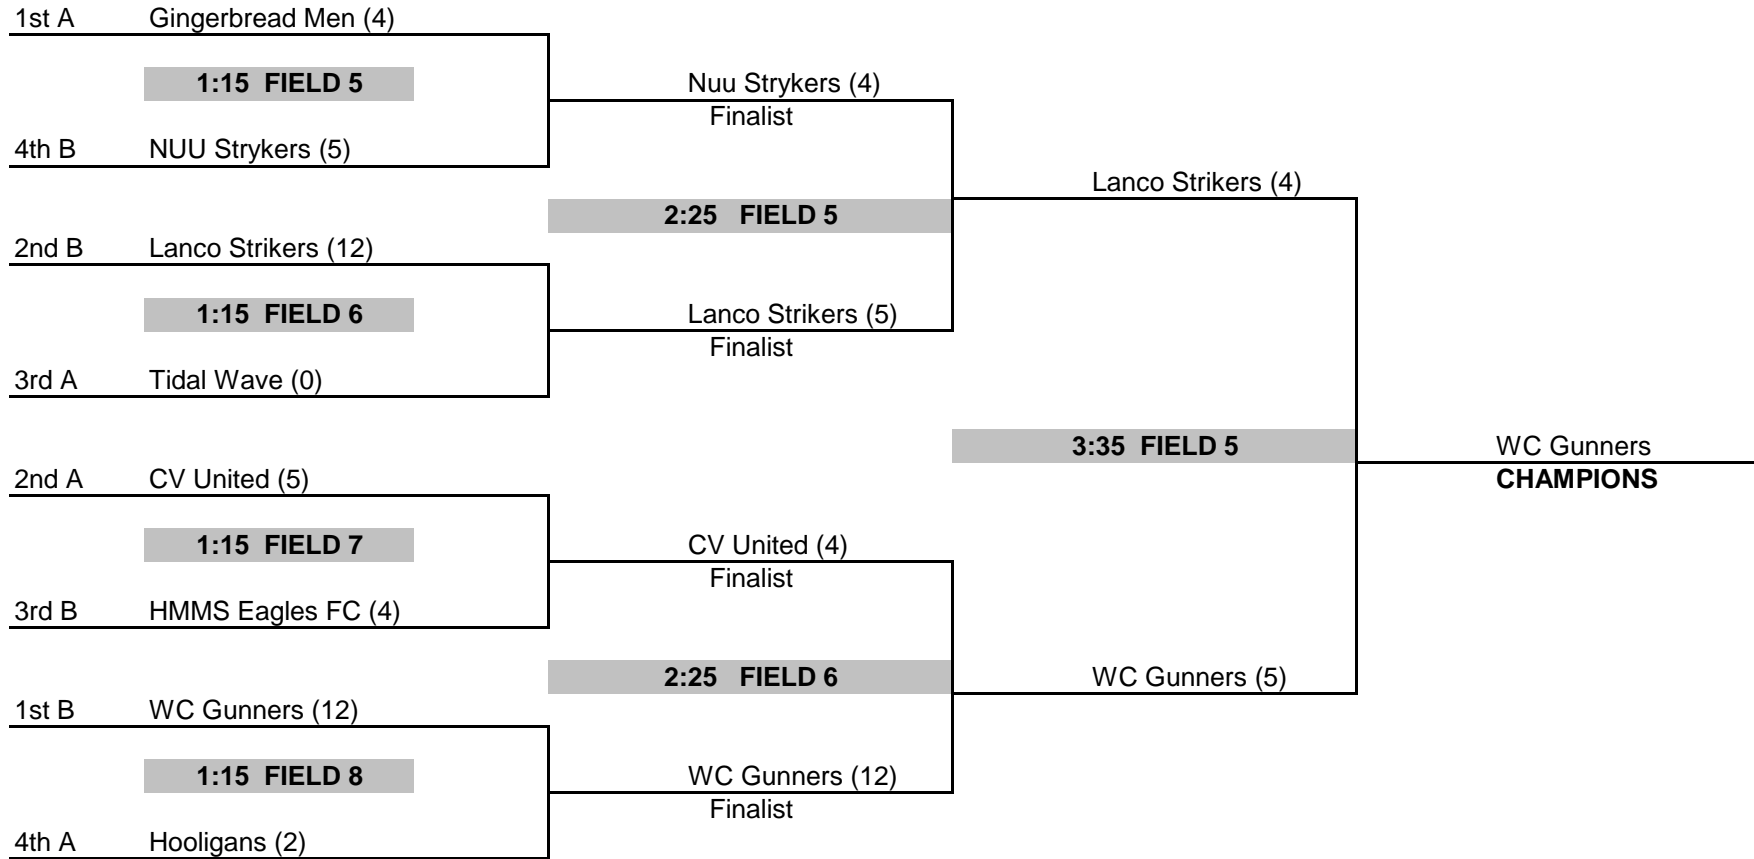 1st A Gingerbread Men (4)
1:15 FIELD 5 Nuu Strykers (4)
Finalist
4th B NUU Strykers (5)
Lanco Strikers (4)
2:25 FIELD 5
2nd B Lanco Strikers (12)
1:15 FIELD 6 Lanco Strikers (5)
Finalist
3rd A Tidal Wave (0)
3:35 FIELD 5 WC Gunners
2nd A CV United (5) CHAMPIONS
1:15 FIELD 7 CV United (4)
Finalist
3rd B HMMS Eagles FC (4)
2:25 FIELD 6 WC Gunners (5)
1st B WC Gunners (12)
1:15 FIELD 8 WC Gunners (12)
Finalist
4th A Hooligans (2)